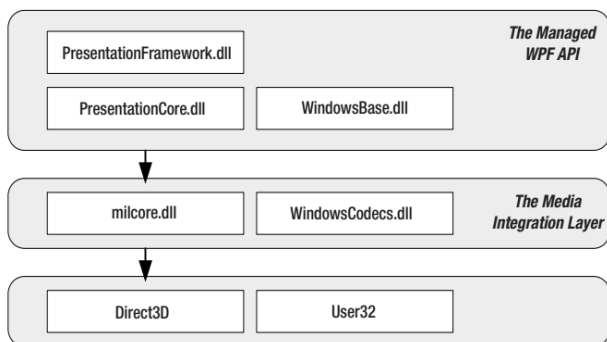 The Managed
WPF API
PresentationFramework.dll
PresentationCore.dll
WindowsBase.dll
milcore.dll
WindowsCodecs.dll
The Media
Integration Layer
Direct3D
User32